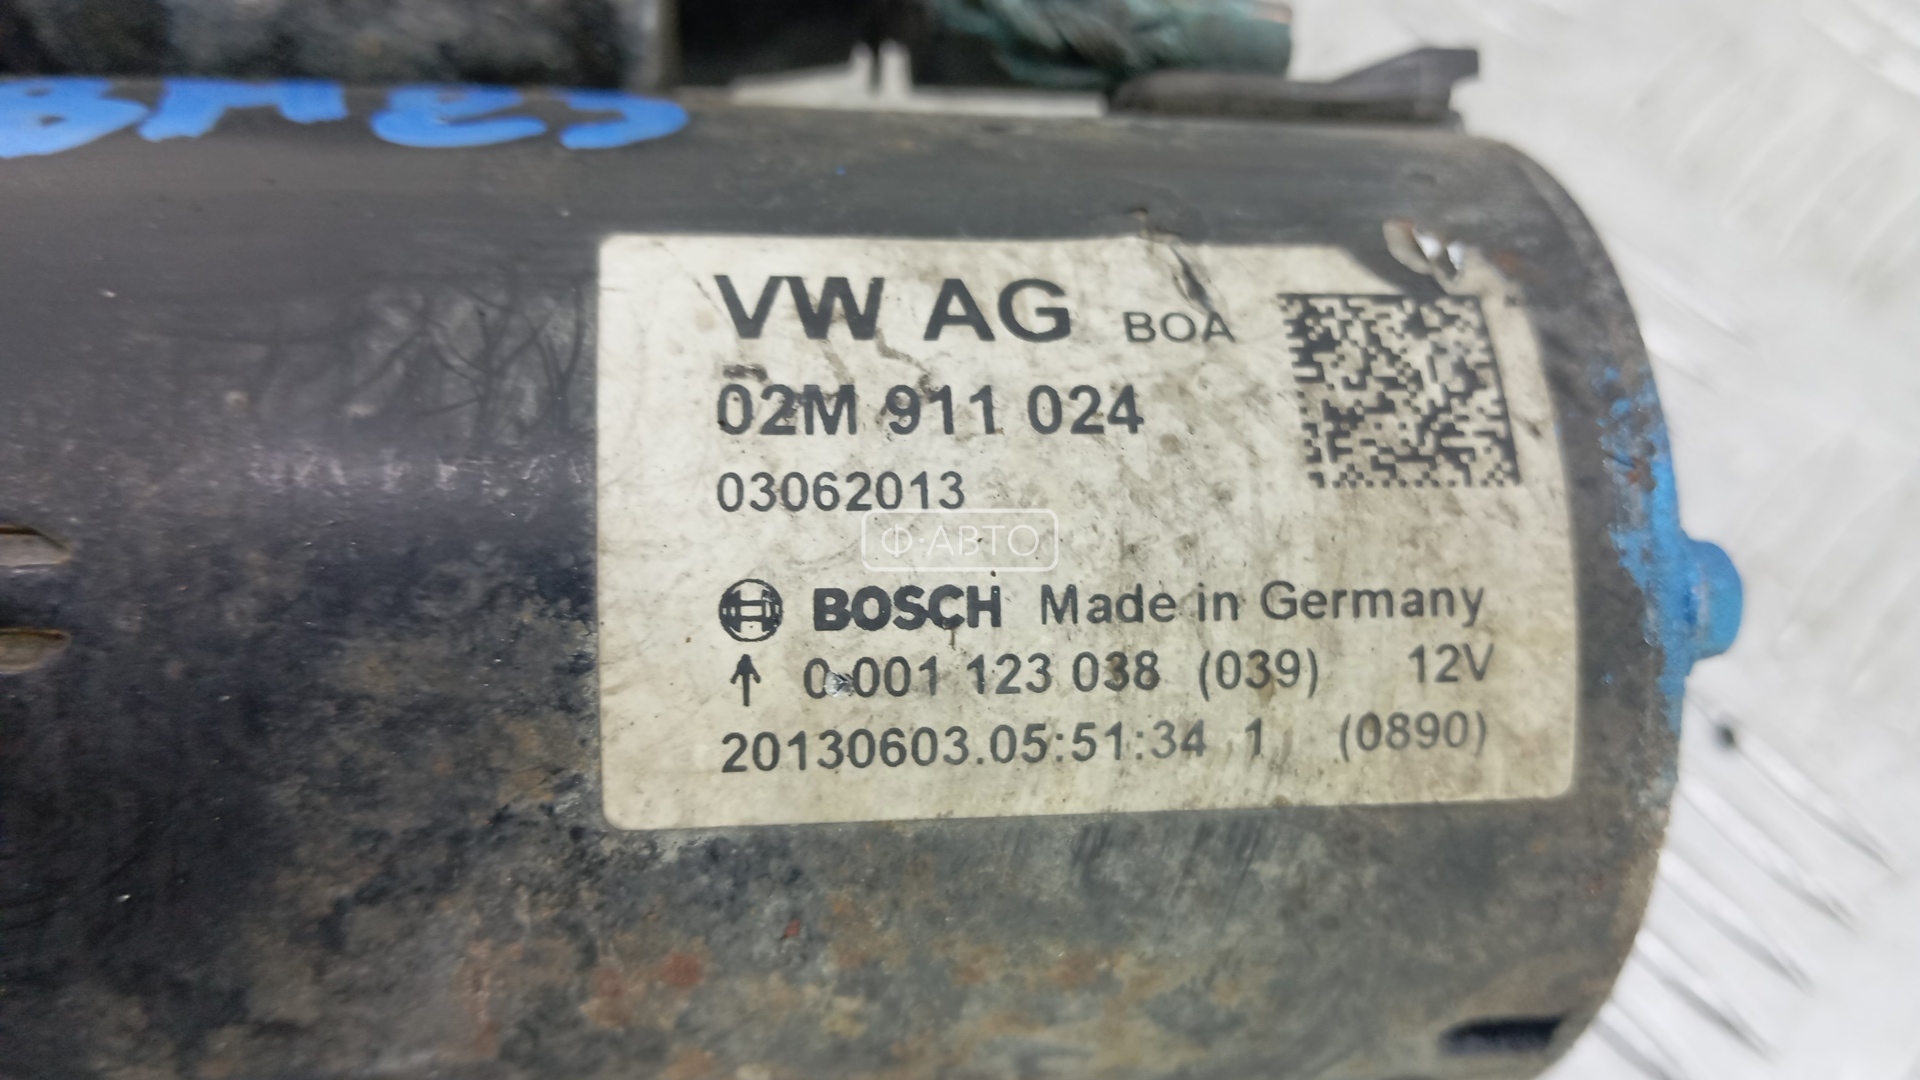 VW AG BOA
02M 911 024
03062013
Ф·АВТО
BOSCH Made in Germany
↑ 0 001 123 038 (039) 12V
20130603.05:51:34 1 (0890)